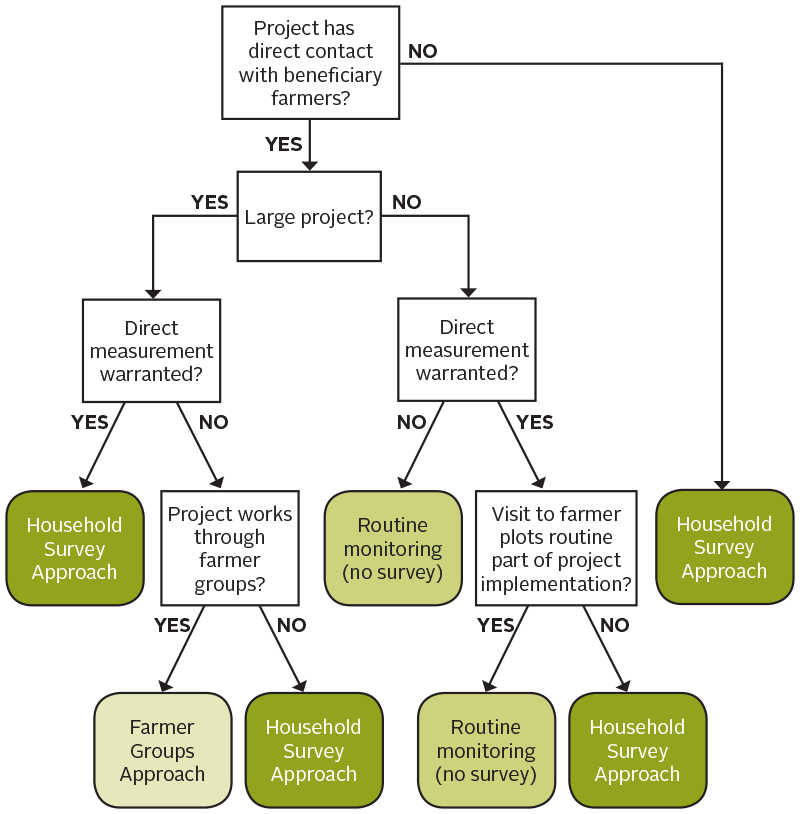 Project has
direct contact
with beneficiary
farmers?
NO
YES
YES
Large project?
NO
Direct
measurement
warranted?
Direct
measurement
warranted?
YES
NO
NO
YES
Household
Survey
Approach
Project works
through
farmer
groups?
Routine
monitoring
(no survey)
Visit to farmer
plots routine
part of project
implementation?
Household
Survey
Approach
YES
NO
YES
NO
Farmer
Groups
Approach
Household
Survey
Approach
Routine
monitoring
(no survey)
Household
Survey
Approach